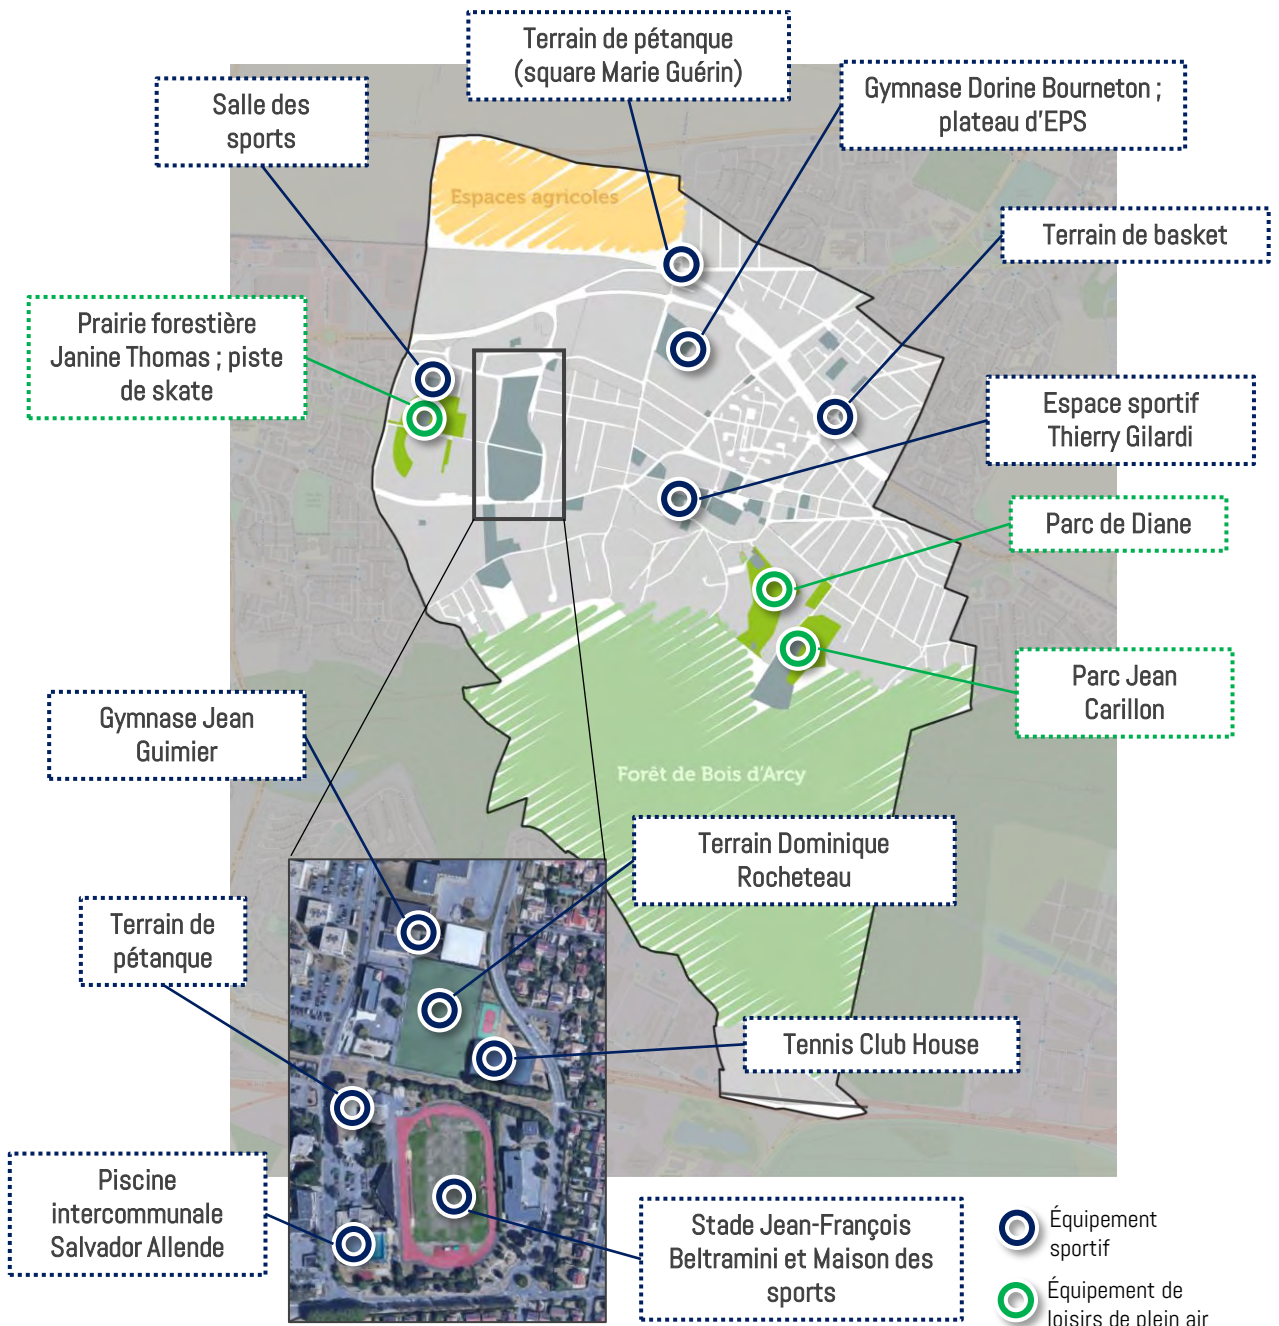 Terrain de pétanque
(square Marie Guérin)
Salle des
sports
Gymnase Dorine Bourneton ;
plateau d'EPS
Espaces agricoles
Terrain de basket
Prairie forestière
Janine Thomas ; piste
de skate
Espace sportif
Thierry Gilardi
Parc de Diane
Parc Jean
Carillon
Gymnase Jean
Guimier
Forêt de Bois d'Arcy
Terrain Dominique
Rocheteau
Terrain de
pétanque
Tennis Club House
Piscine
intercommunale
Salvador Allende
Stade Jean-François
Beltramini et Maison des
sports
Équipement
sportif
Équipement de
loisirs de plein air